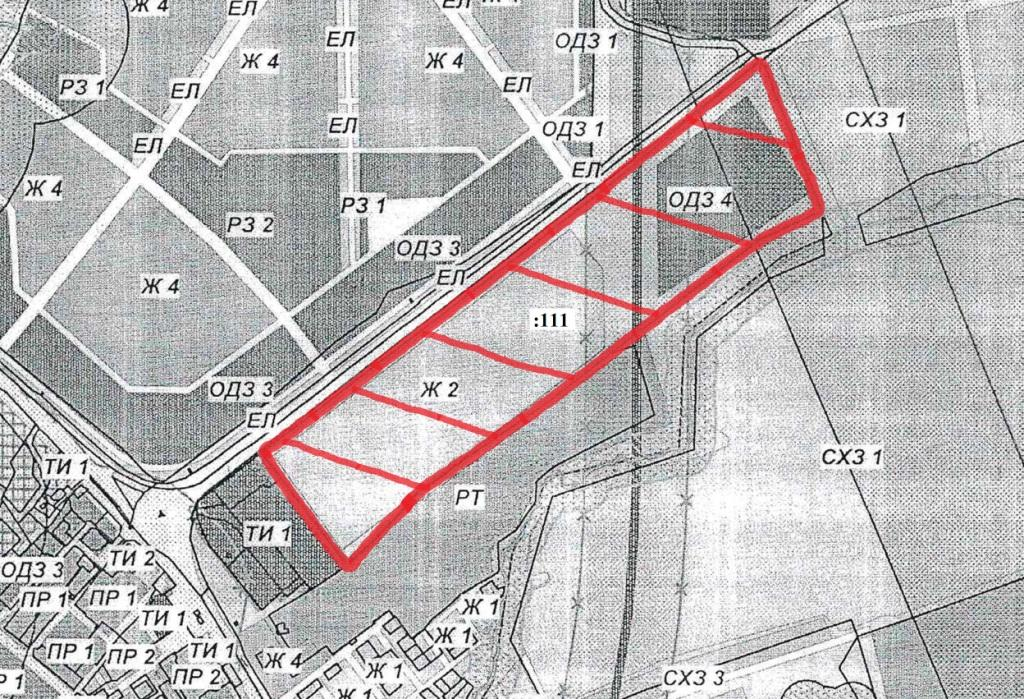 Ж 4
ЕЛ
ЕЛ
Ж 4
ЕЛ
ОДЗ 1
Ж 4
Ж 4
РЗ 1
ЕЛ
ЕЛ
СХЗ 1
ЕЛ
ОДЗ 1
ЕЛ
ЕЛ
Ж 4
ОДЗ 4
РЗ 1
РЗ 2
ОДЗ 3
ЕЛ
Ж 4
:111
ОДЗ 3
Ж 2
ЕЛ
СХЗ 1
ТИ 1
РТ
ТИ 1
ТИ 2
ОДЗ 3
ПР 1
ПР 1
Ж 1
ТИ 1
Ж 1
ПР 1
ПР 2
ТИ 1
Ж 4
Ж 1
ПР 2
СХЗ 3
Р 1
Ж 1